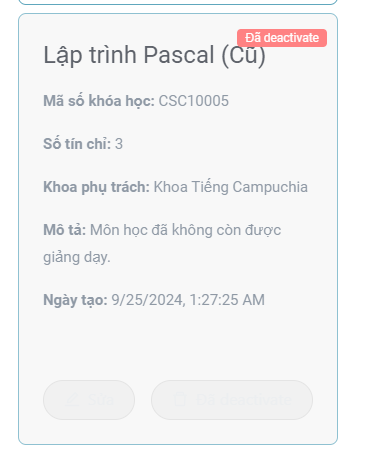 Đã deactivate
Lập trình Pascal (Cũ)
Mã số khóa học: CSC10005
Số tín chỉ: 3
Khoa phụ trách: Khoa Tiếng Campuchia
Mô tả: Môn học đã không còn được
giảng dạy.
Ngày tạo: 9/25/2024, 1:27:25 AM